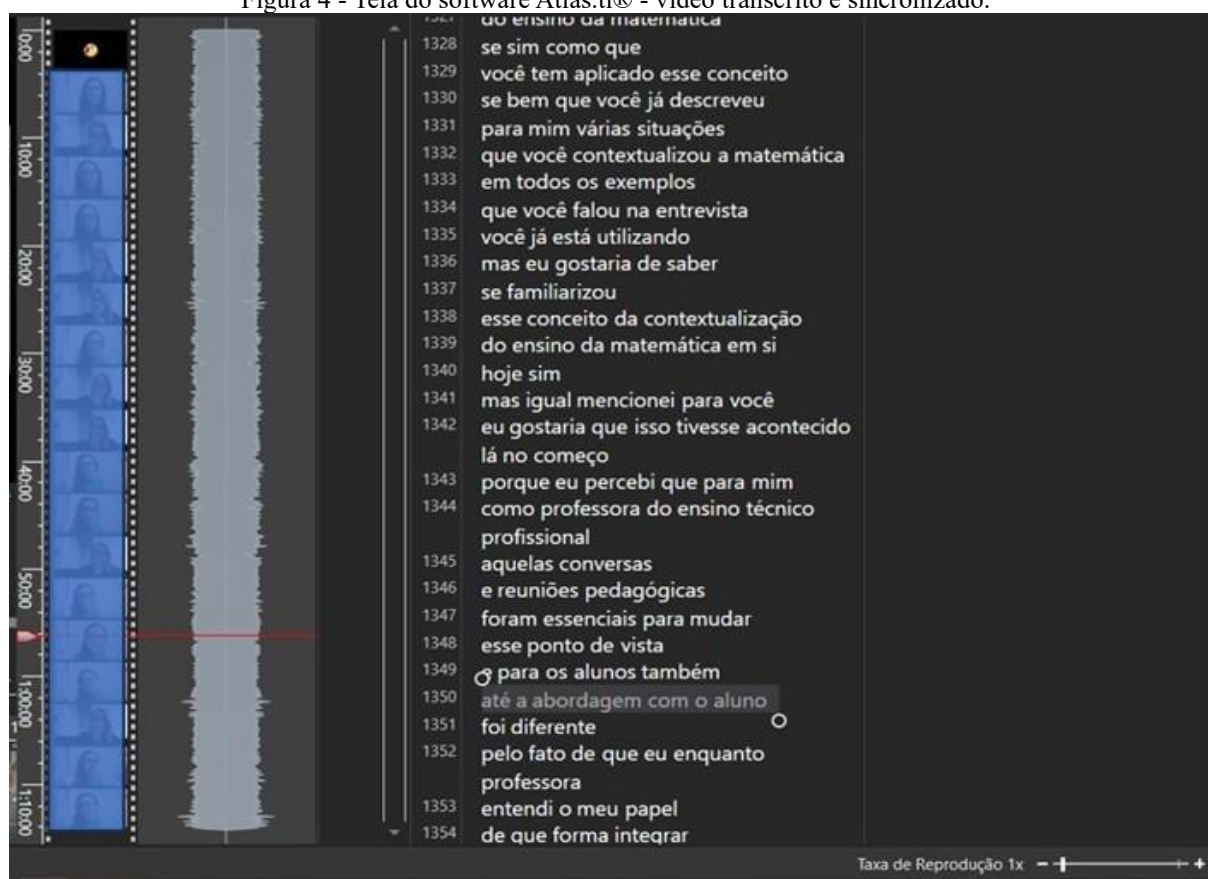 Figura 4 - Tela do software Atlas.ti® - vídeo transcrito e sincronizado.
0:00
10:00
20:00
30:00
40:00
50:00
1:00:00
1:10:00
1327 do ensino da matemática
1328 se sim como que
1329 você tem aplicado esse conceito
1330 se bem que você já descreveu
1331 para mim várias situações
1332 que você contextualizou a matemática
1333 em todos os exemplos
1334 que você falou na entrevista
1335 você já está utilizando
1336 mas eu gostaria de saber
1337 se familiarizou
1338 esse conceito da contextualização
1339 do ensino da matemática em si
1340 hoje sim
1341 mas igual mencionei para você
1342 eu gostaria que isso tivesse acontecido
lá no começo
1343 porque eu percebi que para mim
1344 como professora do ensino técnico
profissional
1345 aquelas conversas
1346 e reuniões pedagógicas
1347 foram essenciais para mudar
1348 esse ponto de vista
1349 e para os alunos também
1350 até a abordagem com o aluno
1351 foi diferente
1352 pelo fato de que eu enquanto
professora
1353 entendi o meu papel
1354 de que forma integrar
Taxa de Reprodução 1x